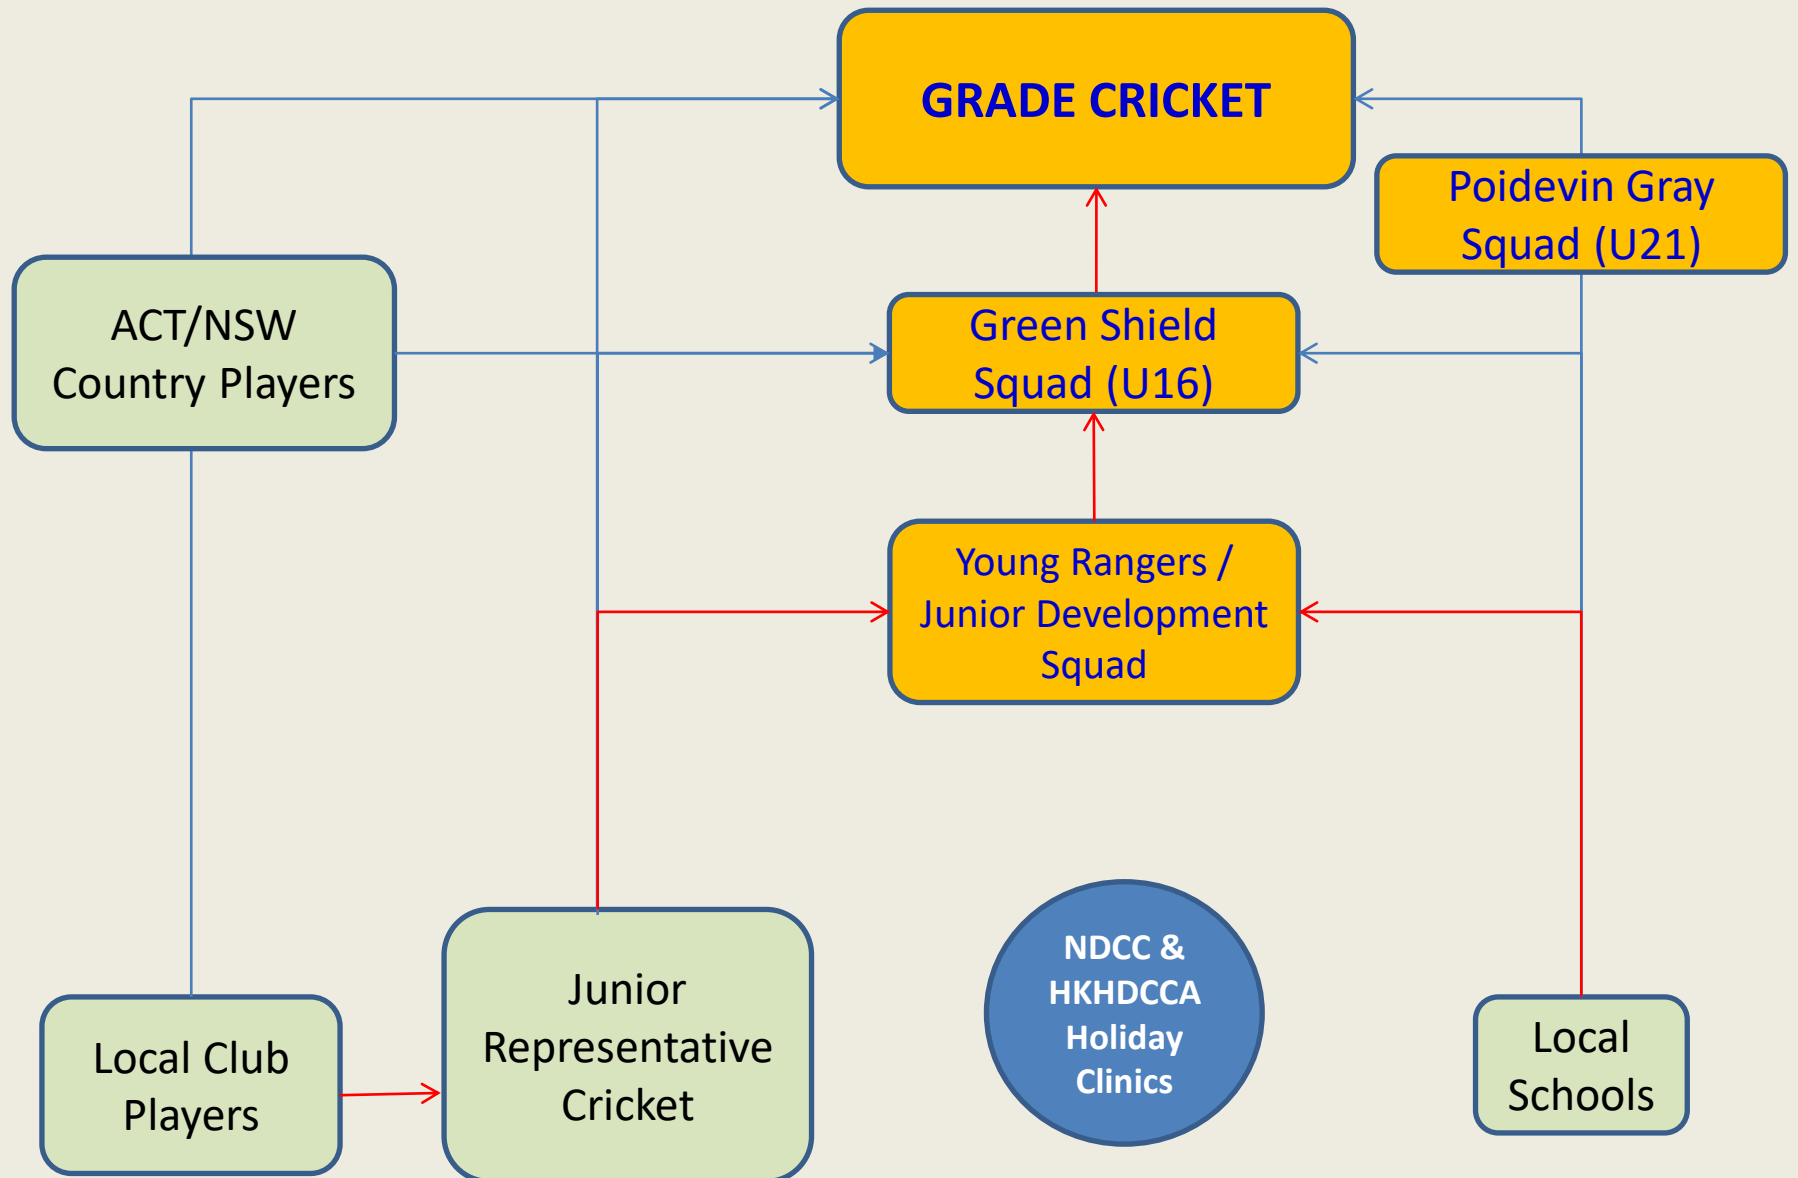 GRADE CRICKET
Poidevin Gray
Squad (U21)
ACT/NSW
Country Players
Green Shield
Squad (U16)
Young Rangers /
Junior Development
Squad
NDCC &
HKHDCCA
Holiday
Clinics
Junior
Representative
Cricket
Local Club
Players
Local
Schools